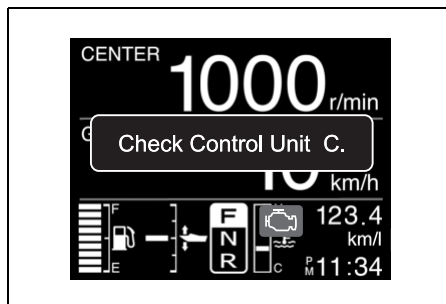 CENTER
1000 r/min
G
Check Control Unit C.
km/h
F
E
F
N
R
C
123.4
km/l
PM 11:34